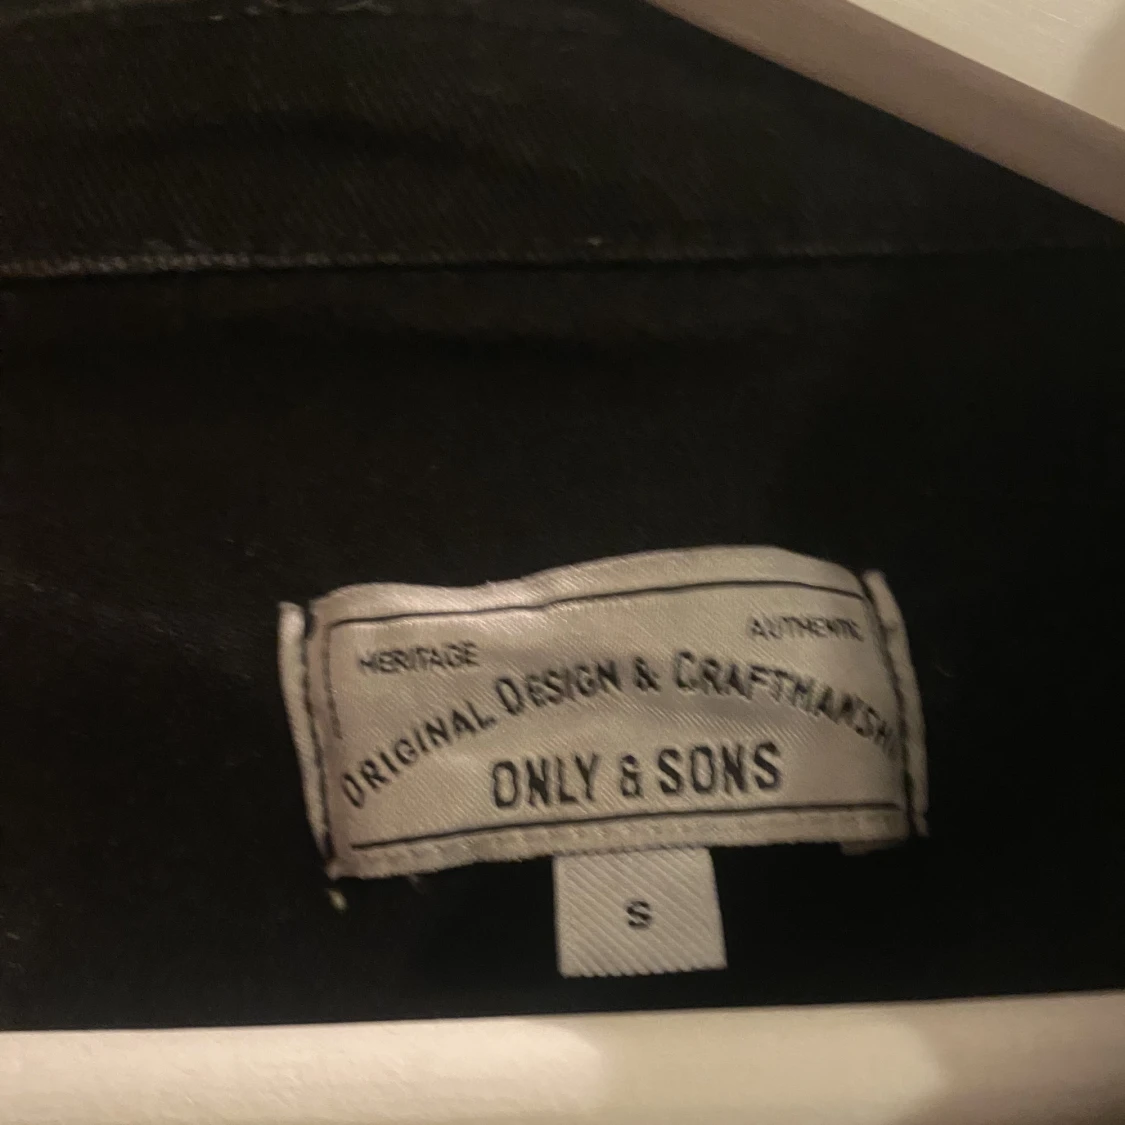 HERITAGE AUTHENTIC
ORIGINAL DESIGN & CRAFTMANSHI
ONLY & SONS
S